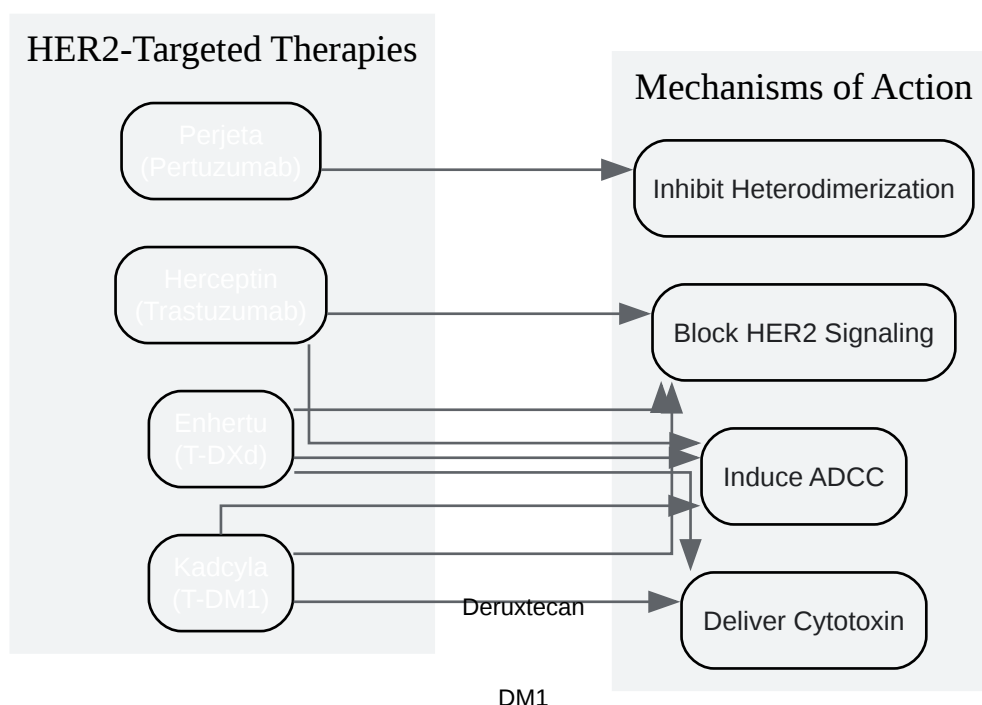 HER2-Targeted Therapies
Perjeta
(Pertuzumab)
Herceptin
(Trastuzumab)
Enhertu
(T-DXd)
Kadcyla
(T-DM1)
Mechanisms of Action
Inhibit Heterodimerization
Block HER2 Signaling
Induce ADCC
Deliver Cytotoxin
Deruxtecan
DM1